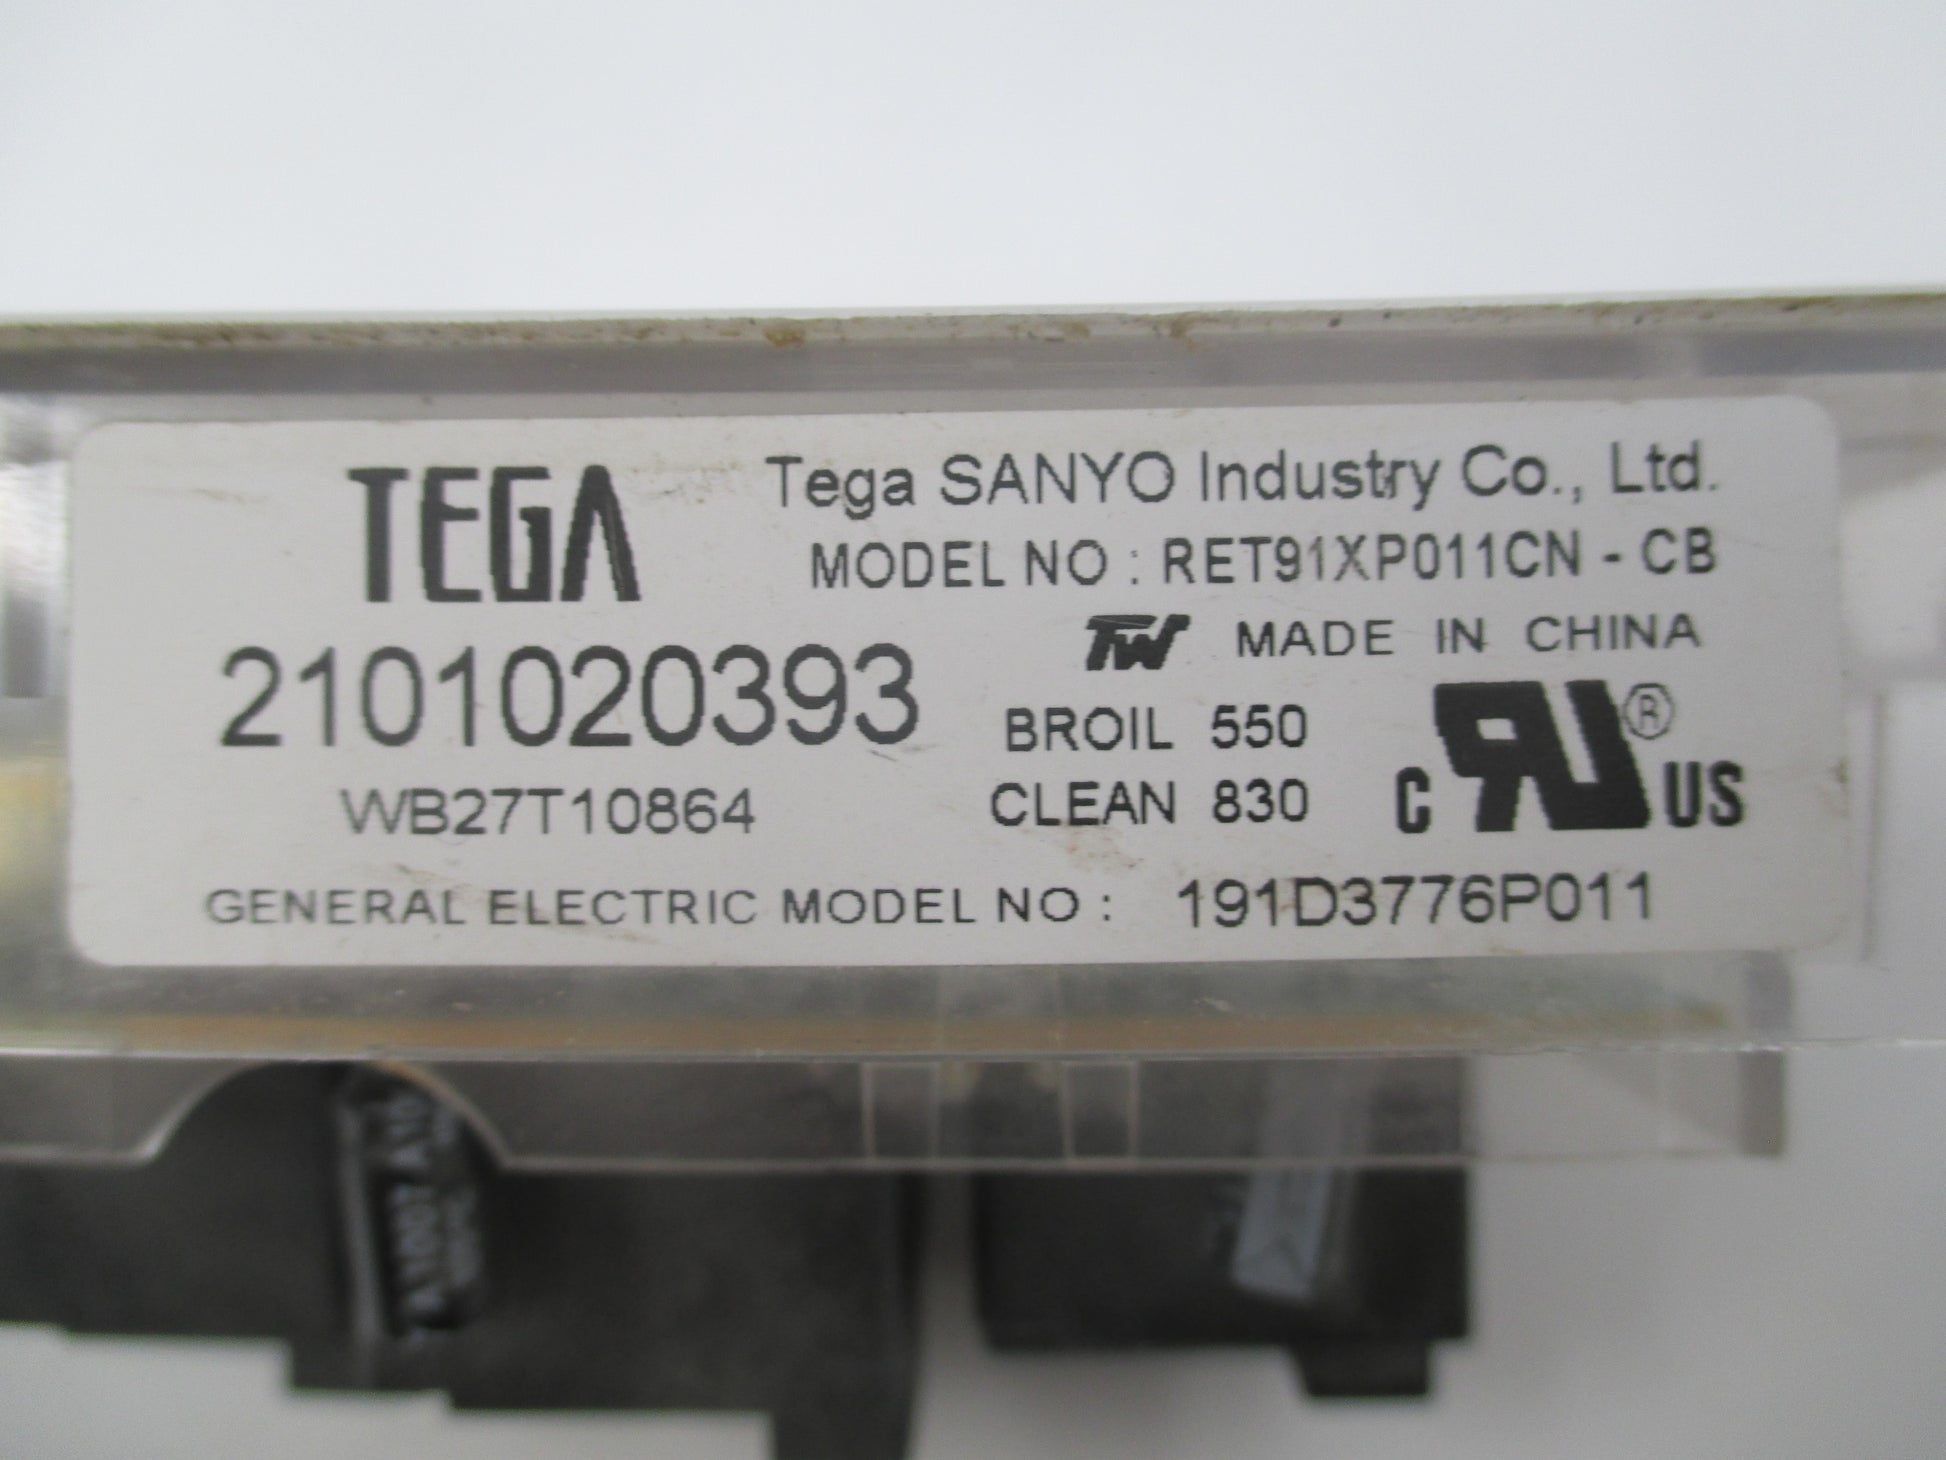 TEGA
Tega SANYO Industry Co., Ltd.
MODEL NO : RET91XP011CN - CB
TW MADE IN CHINA
2101020393
BROIL 550
WB27T10864
CLEAN 830
C RU ® US
GENERAL ELECTRIC MODEL NO : 191D3776P011